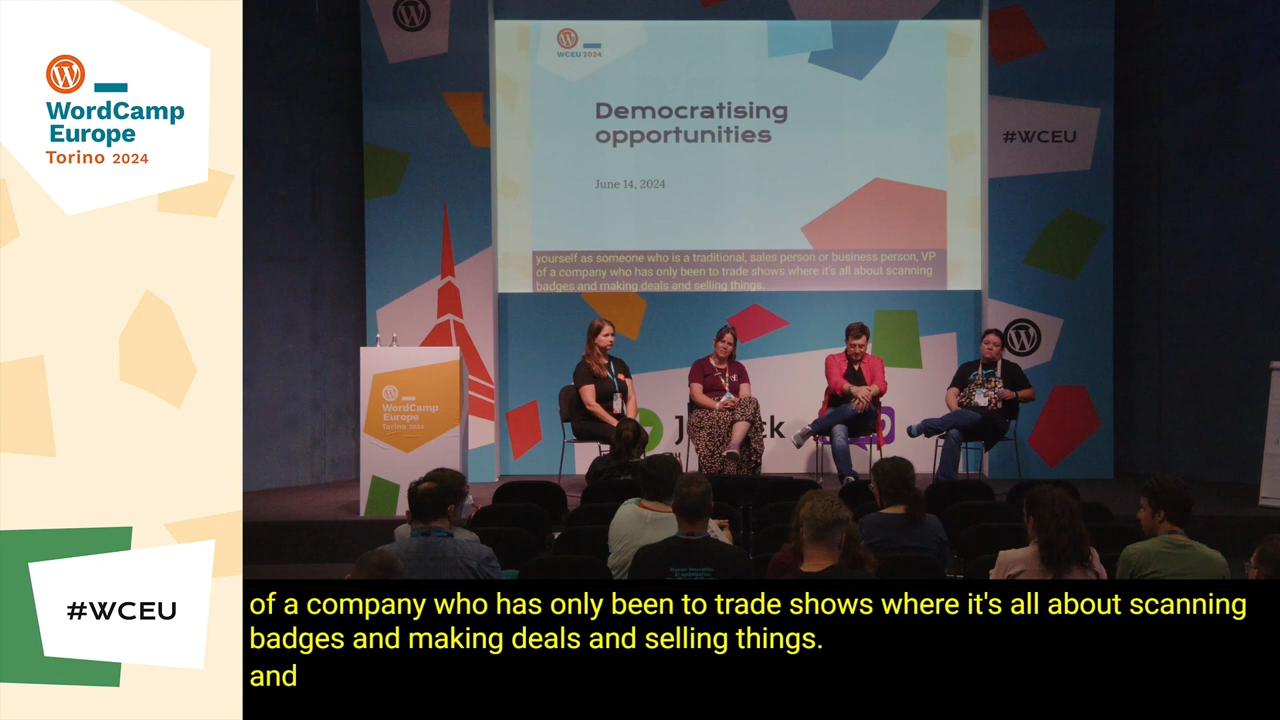 WordCamp
Europe
Torino 2024
#WCEU
WCEU 2024
Democratising
opportunities
June 14, 2024
yourself as someone who is a traditional, sales person or business person, VP
of a company who has only been to trade shows where it's all about scanning
badges and making deals and selling things.
#WCEU
WordCamp
Europe
Torino 2024
of a company who has only been to trade shows where it's all about scanning
badges and making deals and selling things.
and